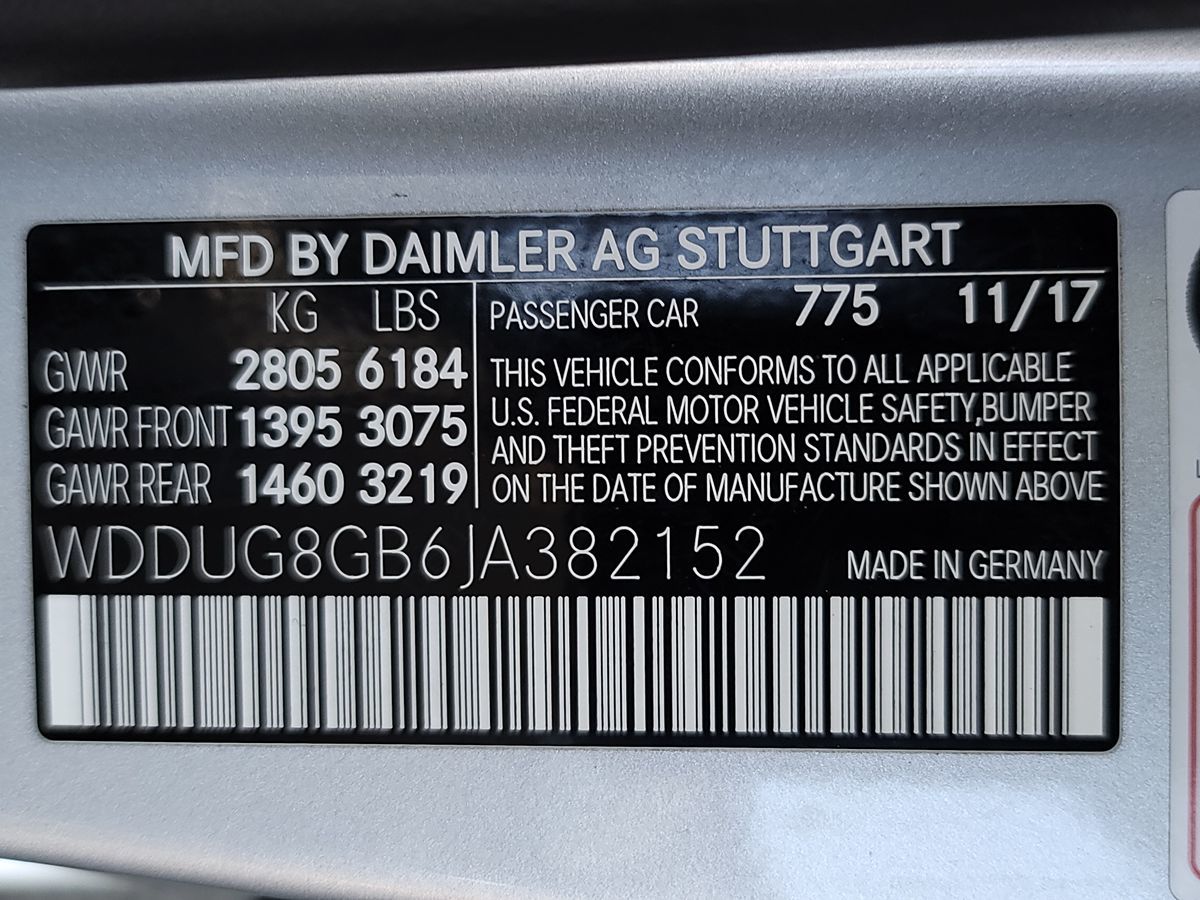 MFD BY DAIMLER AG STUTTGART
KG LBS
GVWR 2805 6184
GAWR FRONT 1395 3075
GAWR REAR 1460 3219
PASSENGER CAR 775 11/17
THIS VEHICLE CONFORMS TO ALL APPLICABLE
U.S. FEDERAL MOTOR VEHICLE SAFETY,BUMPER
AND THEFT PREVENTION STANDARDS IN EFFECT
ON THE DATE OF MANUFACTURE SHOWN ABOVE
WDDUG8GB6JA382152 MADE IN GERMANY